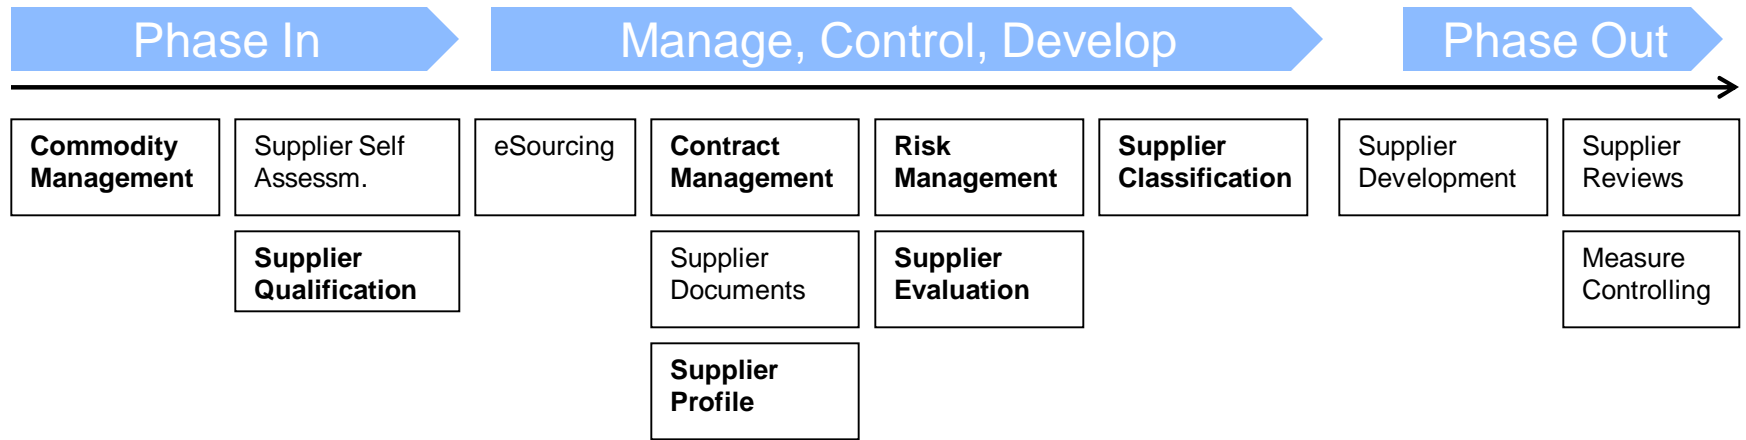 Phase In
Manage, Control, Develop
Phase Out
Commodity
Management
Supplier Self
Assessm.
eSourcing
Contract
Management
Risk
Management
Supplier
Classification
Supplier
Development
Supplier
Reviews
Supplier
Qualification
Supplier
Documents
Supplier
Evaluation
Measure
Controlling
Supplier
Profile